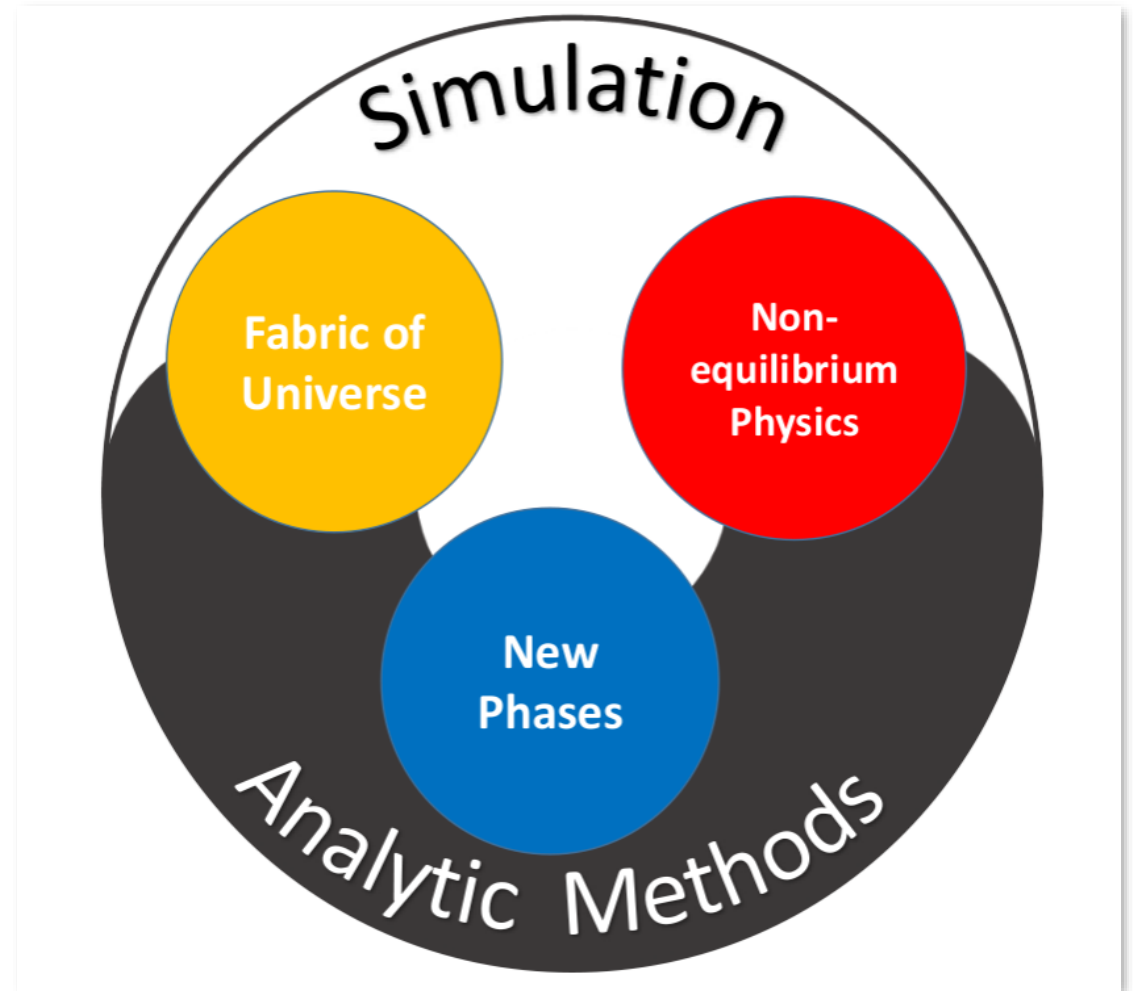 Simulation
Fabric of
Universe
Non-
equilibrium
Physics
New
Phases
Analytic Methods